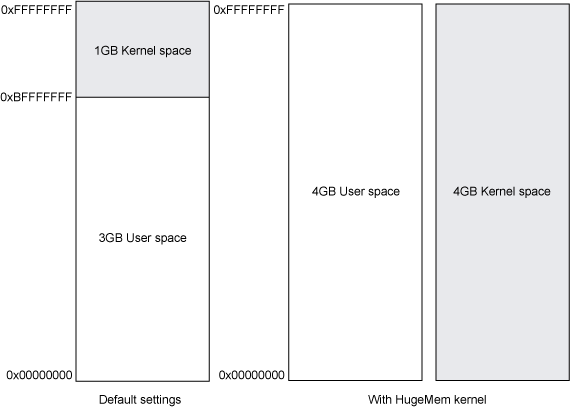 0xFFFFFFFF
1GB Kernel space
0xBFFFFFFF
3GB User space
0x00000000
Default settings
0xFFFFFFFF
4GB User space
4GB Kernel space
0x00000000
With HugeMem kernel